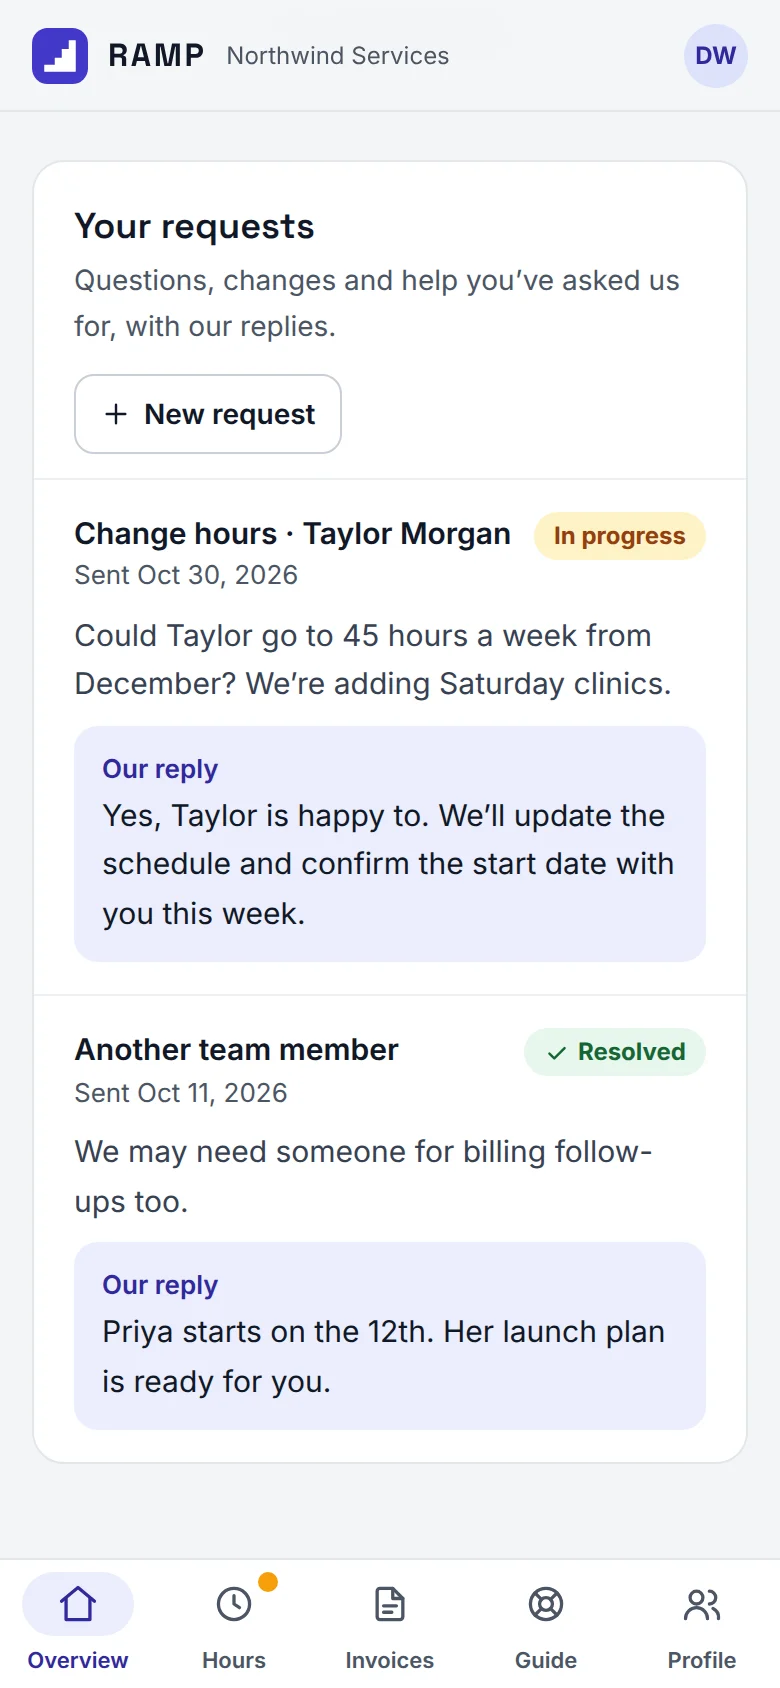 RAMP Northwind Services DW
Your requests
Questions, changes and help you’ve asked us
for, with our replies.
New request
Change hours · Taylor Morgan In progress
Sent Oct 30, 2026
Could Taylor go to 45 hours a week from
December? We’re adding Saturday clinics.
Our reply
Yes, Taylor is happy to. We’ll update the
schedule and confirm the start date with
you this week.
Another team member Resolved
Sent Oct 11, 2026
We may need someone for billing follow-
ups too.
Our reply
Priya starts on the 12th. Her launch plan
is ready for you.
Overview Hours Invoices Guide Profile